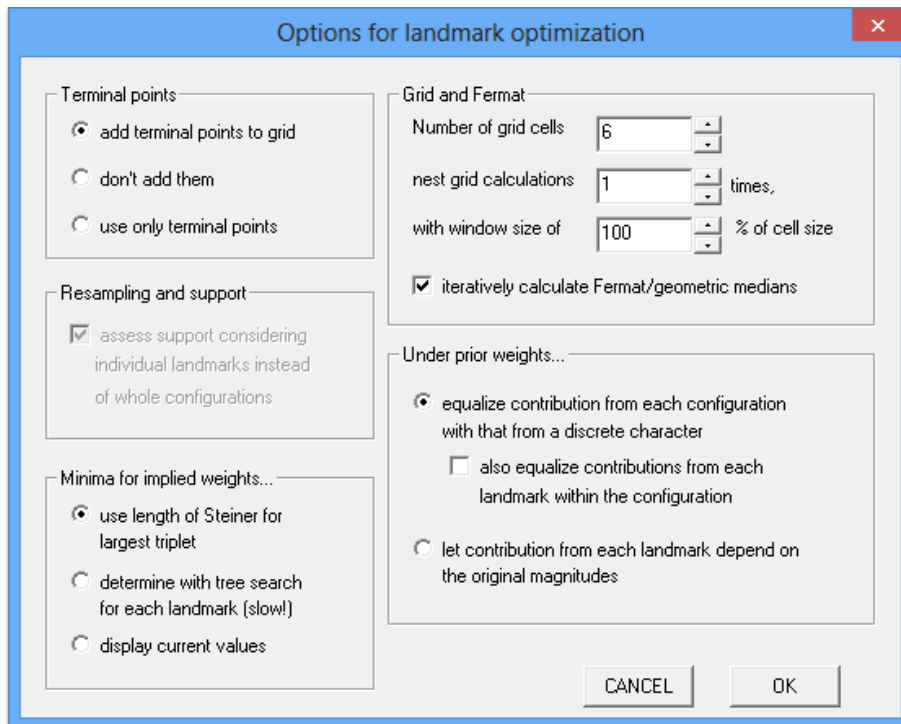 Options for landmark optimization
Terminal points
add terminal points to grid
don't add them
use only terminal points
Resampling and support
assess support considering
individual landmarks instead
of whole configurations
Minima for implied weights...
use length of Steiner for
largest triplet
determine with tree search
for each landmark (slow!)
display current values
Grid and Fermat
Number of grid cells 6
nest grid calculations 1 times,
with window size of 100 % of cell size
iteratively calculate Fermat/geometric medians
Under prior weights...
equalize contribution from each configuration
with that from a discrete character
also equalize contributions from each
landmark within the configuration
let contribution from each landmark depend on
the original magnitudes
CANCEL OK